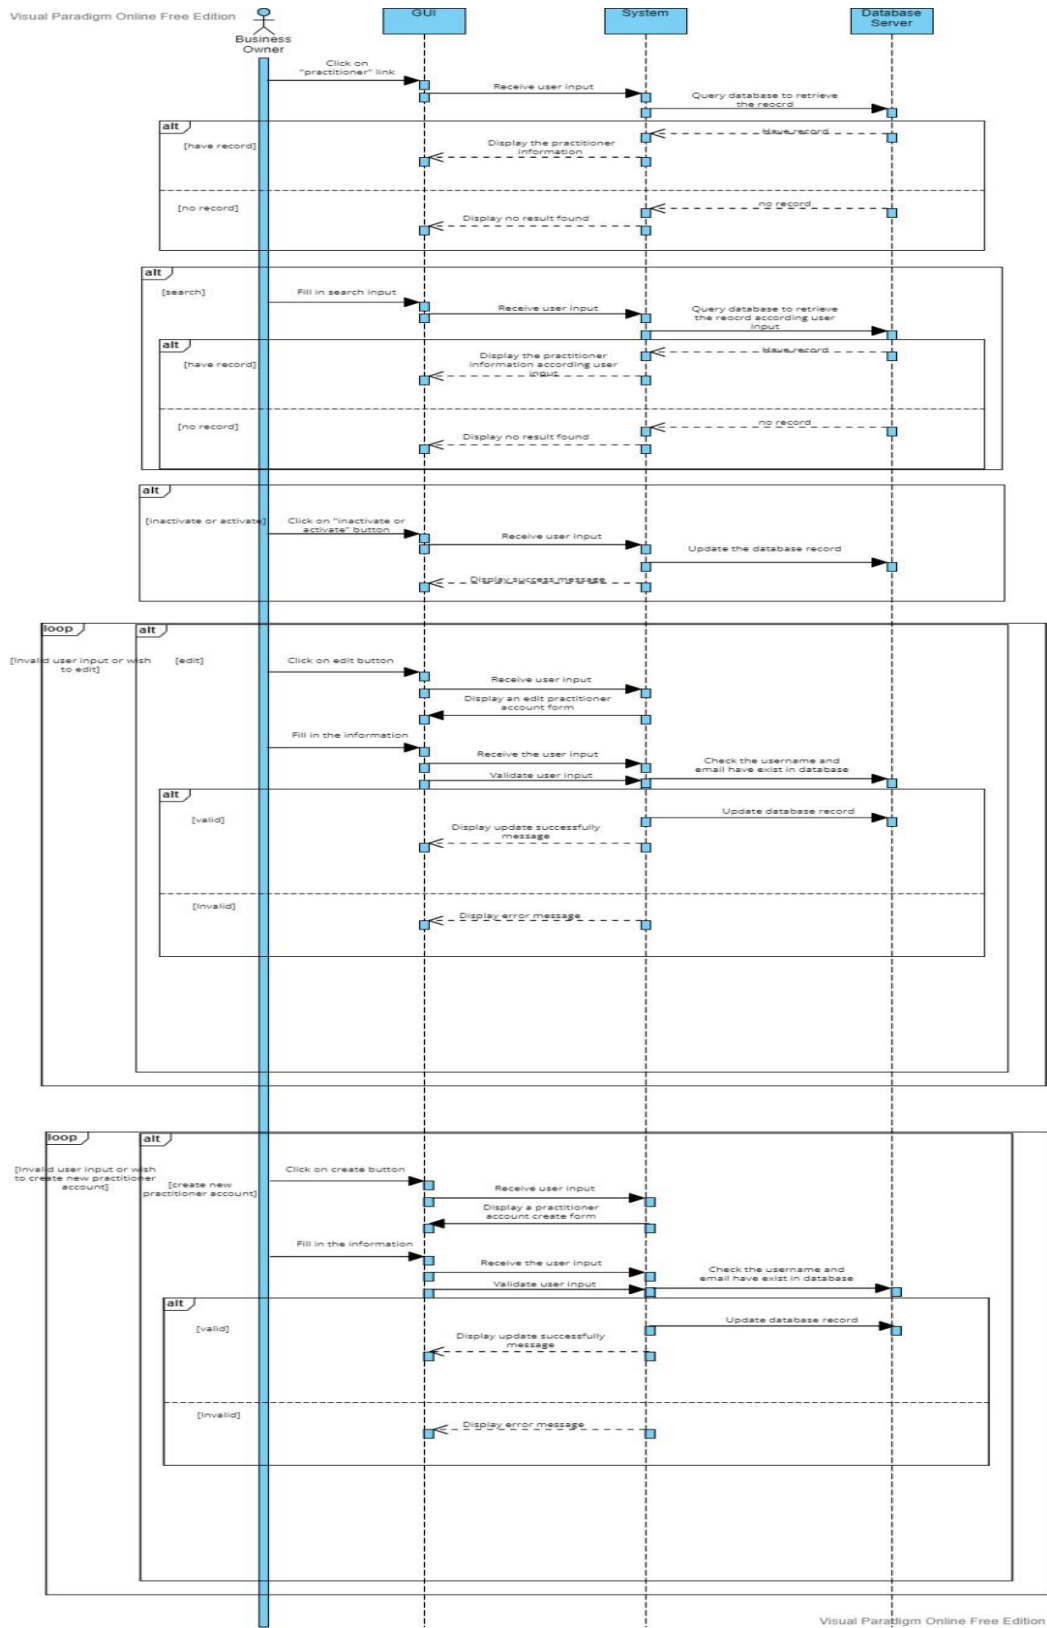 Visual Paradigm Online Free Edition
GUI
System
Database
Server
Business
Owner
Click on
"practitioner" link
Receive user input
Query database to retrieve
the reocrd
alt
[have record]
Have record
Display the practitioner
information
[no record]
no record
Display no result found
alt
[search]
Fill in search input
Receive user input
Query database to retrieve
the reocrd according user
input
alt
[have record]
Have record
Display the practitioner
information according user
input
[no record]
no record
Display no result found
alt
[inactivate or activate]
Click on "inactivate or
activate" button
Receive user input
Update the database record
Display success message
loop
alt
[Invalid user input or wish
to edit]
[edit]
Click on edit button
Receive user input
Display an edit practitioner
account form
Fill in the information
Receive the user input
Validate user input
Check the username and
email have exist in database
alt
[valid]
Update database record
Display update successfully
message
[Invalid]
Display error message
loop
alt
[Invalid user input or wish
to create new practitioner
account]
[create new
practitioner account]
Click on create button
Receive user input
Display a practitioner
account create form
Fill in the information
Receive the user input
Validate user input
Check the username and
email have exist in database
alt
[valid]
Update database record
Display update successfully
message
[Invalid]
Display error message
Visual Paradigm Online Free Edition